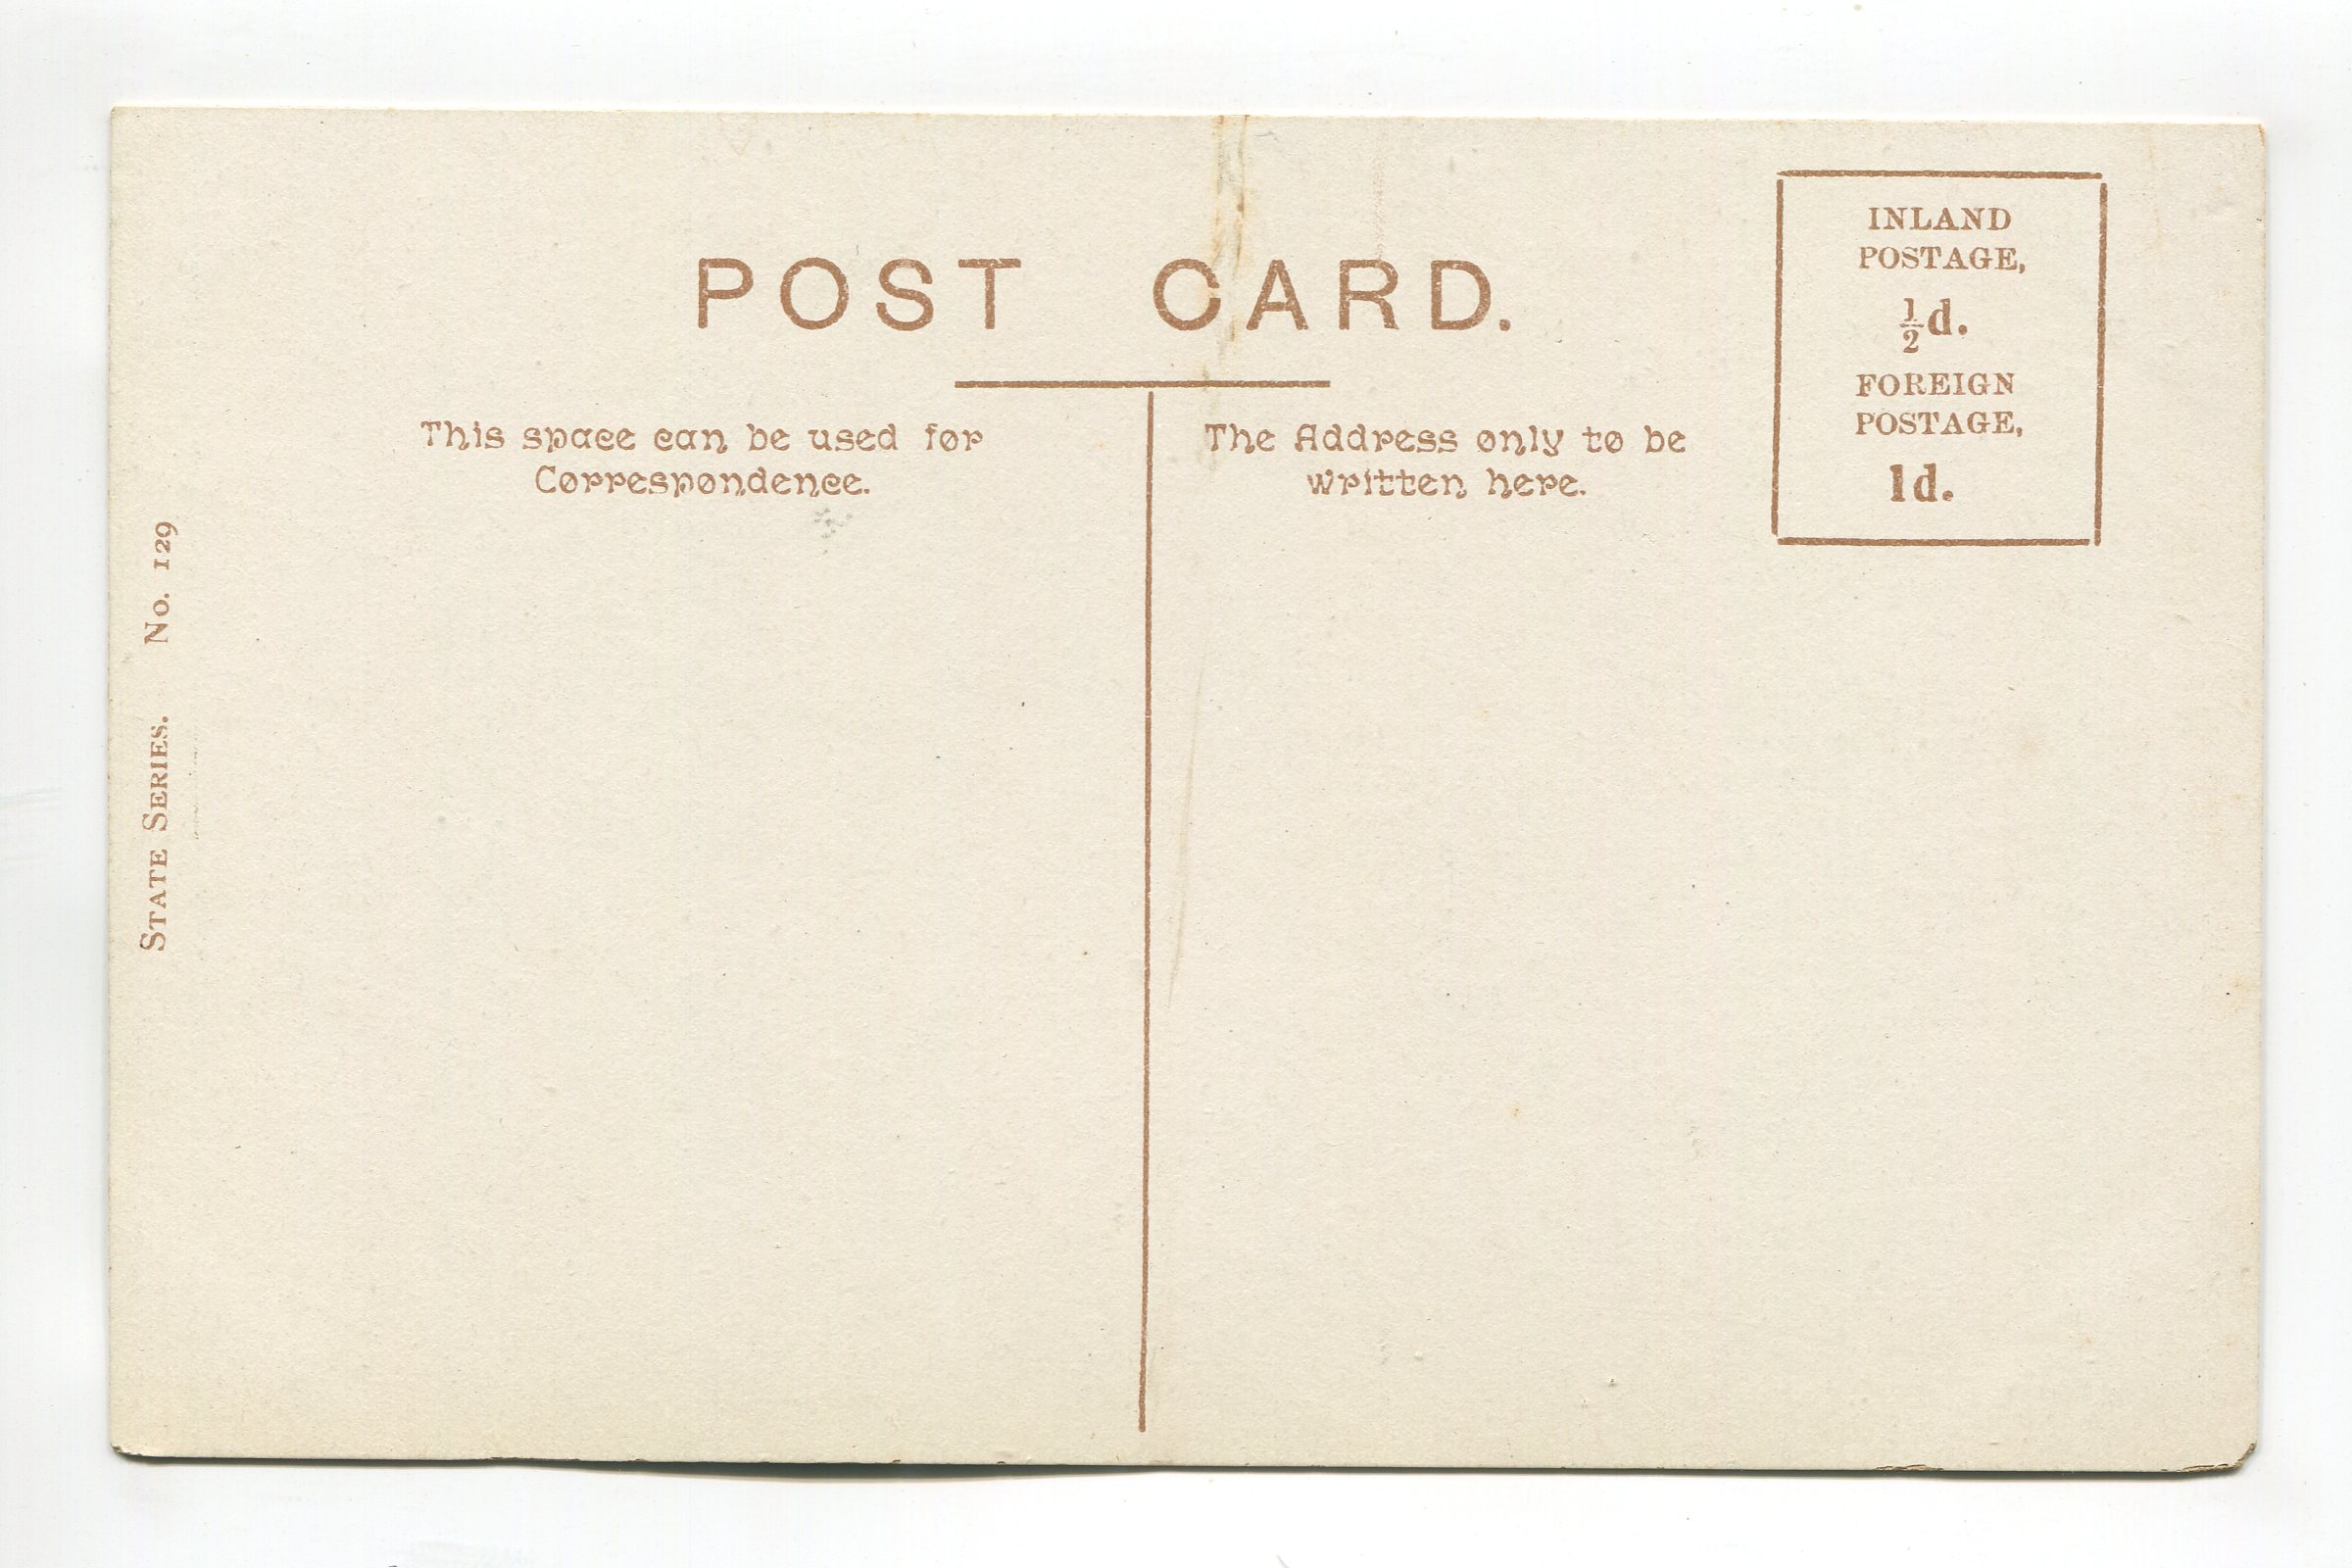 POST CARD.
INLAND
POSTAGE,
½d.
FOREIGN
POSTAGE,
1d.
This space can be used for
Correspondence.
The Address only to be
written here.
STATE SERIES. No. 129